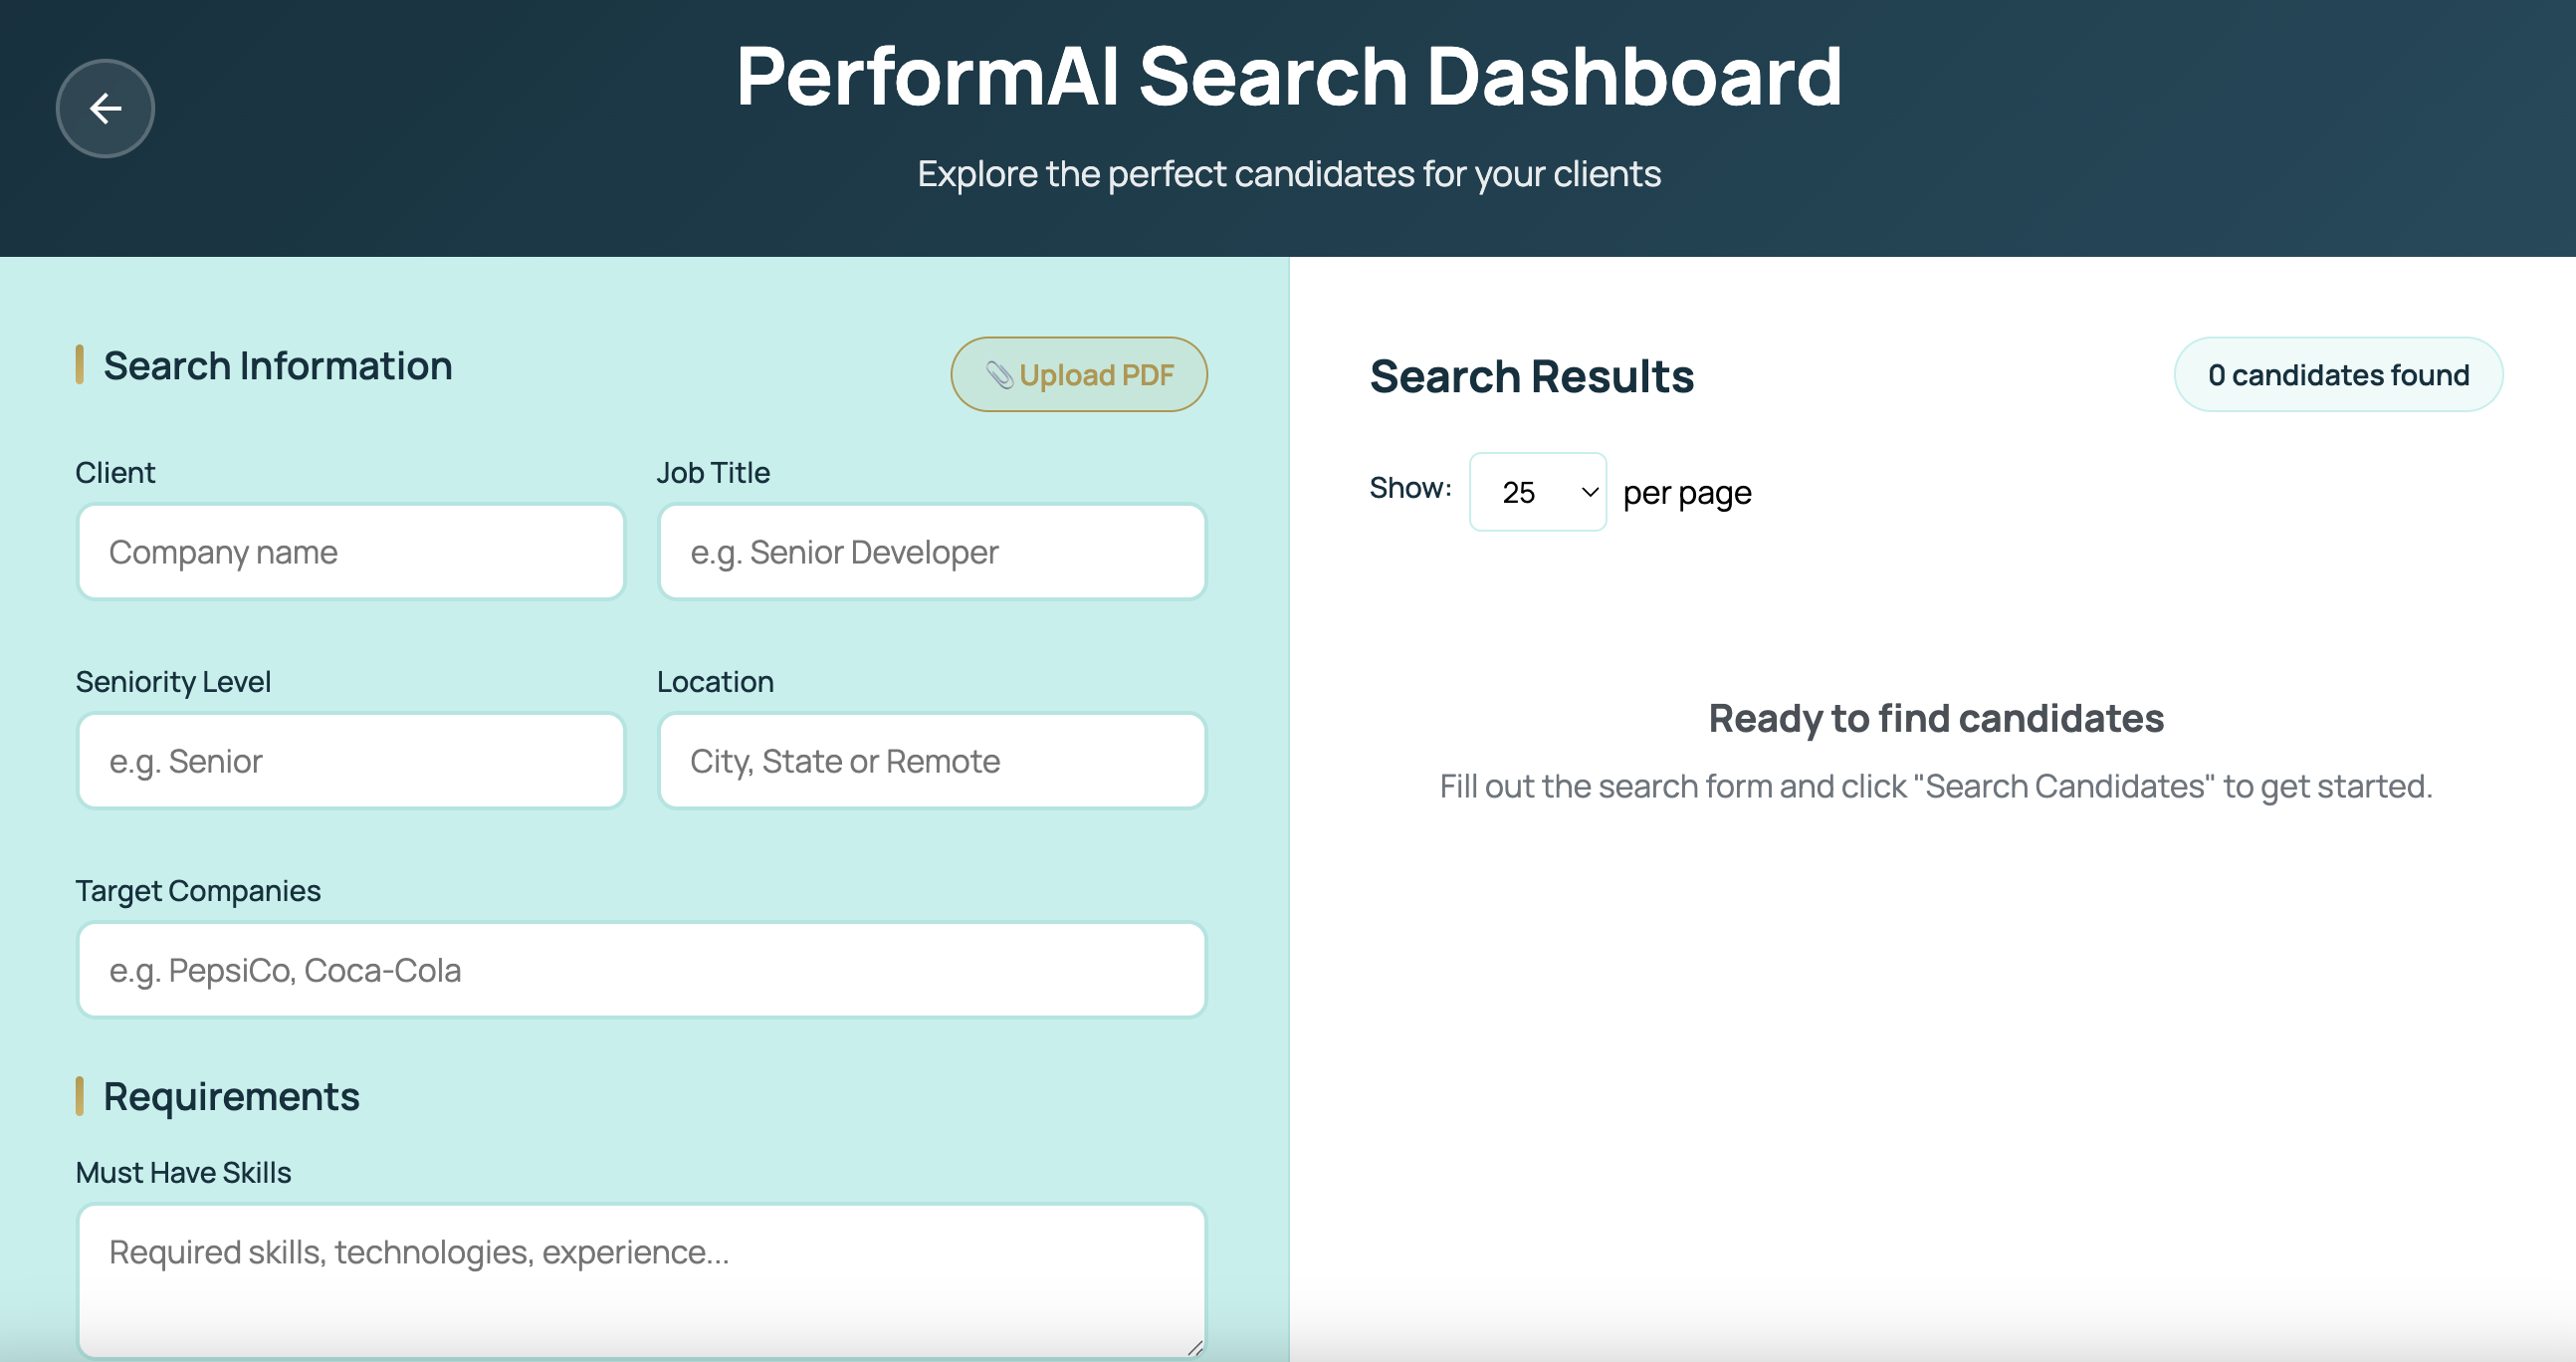 PerformAI Search Dashboard
Explore the perfect candidates for your clients
Search Information
📎 Upload PDF
Client
Job Title
Company name
e.g. Senior Developer
Seniority Level
Location
e.g. Senior
City, State or Remote
Target Companies
e.g. PepsiCo, Coca-Cola
Requirements
Must Have Skills
Required skills, technologies, experience...
Search Results
0 candidates found
Show: 25 per page
Ready to find candidates
Fill out the search form and click "Search Candidates" to get started.